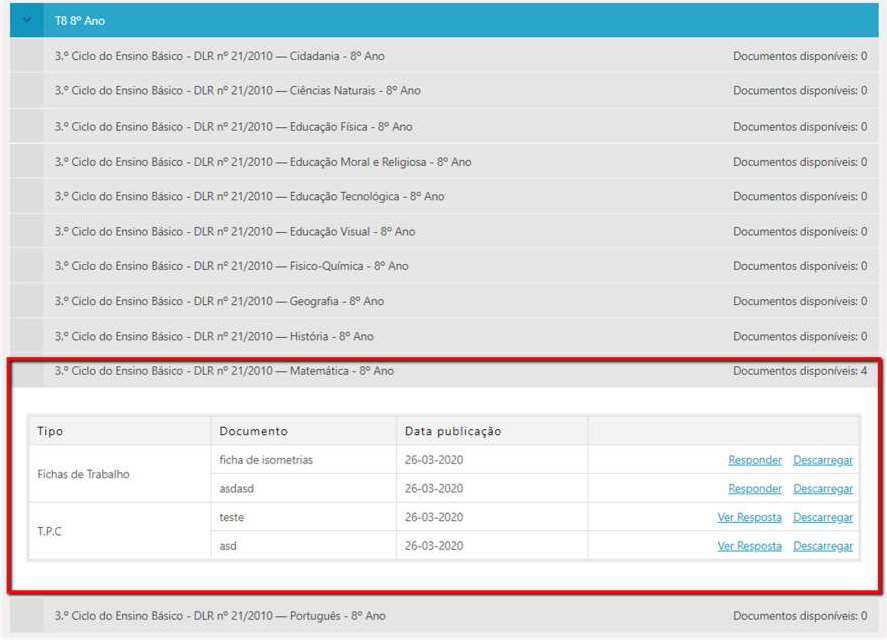 T8 8º Ano
3.º Ciclo do Ensino Básico - DLR nº 21/2010 — Cidadania - 8º Ano Documentos disponíveis: 0
3.º Ciclo do Ensino Básico - DLR nº 21/2010 — Ciências Naturais - 8º Ano Documentos disponíveis: 0
3.º Ciclo do Ensino Básico - DLR nº 21/2010 — Educação Física - 8º Ano Documentos disponíveis: 0
3.º Ciclo do Ensino Básico - DLR nº 21/2010 — Educação Moral e Religiosa - 8º Ano Documentos disponíveis: 0
3.º Ciclo do Ensino Básico - DLR nº 21/2010 — Educação Tecnológica - 8º Ano Documentos disponíveis: 0
3.º Ciclo do Ensino Básico - DLR nº 21/2010 — Educação Visual - 8º Ano Documentos disponíveis: 0
3.º Ciclo do Ensino Básico - DLR nº 21/2010 — Fisico-Química - 8º Ano Documentos disponíveis: 0
3.º Ciclo do Ensino Básico - DLR nº 21/2010 — Geografia - 8º Ano Documentos disponíveis: 0
3.º Ciclo do Ensino Básico - DLR nº 21/2010 — História - 8º Ano Documentos disponíveis: 0
3.º Ciclo do Ensino Básico - DLR nº 21/2010 — Matemática - 8º Ano Documentos disponíveis: 4
Tipo Documento Data publicação
Fichas de Trabalho
ficha de isometrias 26-03-2020 Responder Descarregar
asdasd 26-03-2020 Responder Descarregar
T.P.C
teste 26-03-2020 Ver Resposta Descarregar
asd 26-03-2020 Ver Resposta Descarregar
3.º Ciclo do Ensino Básico - DLR nº 21/2010 — Português - 8º Ano Documentos disponíveis: 0